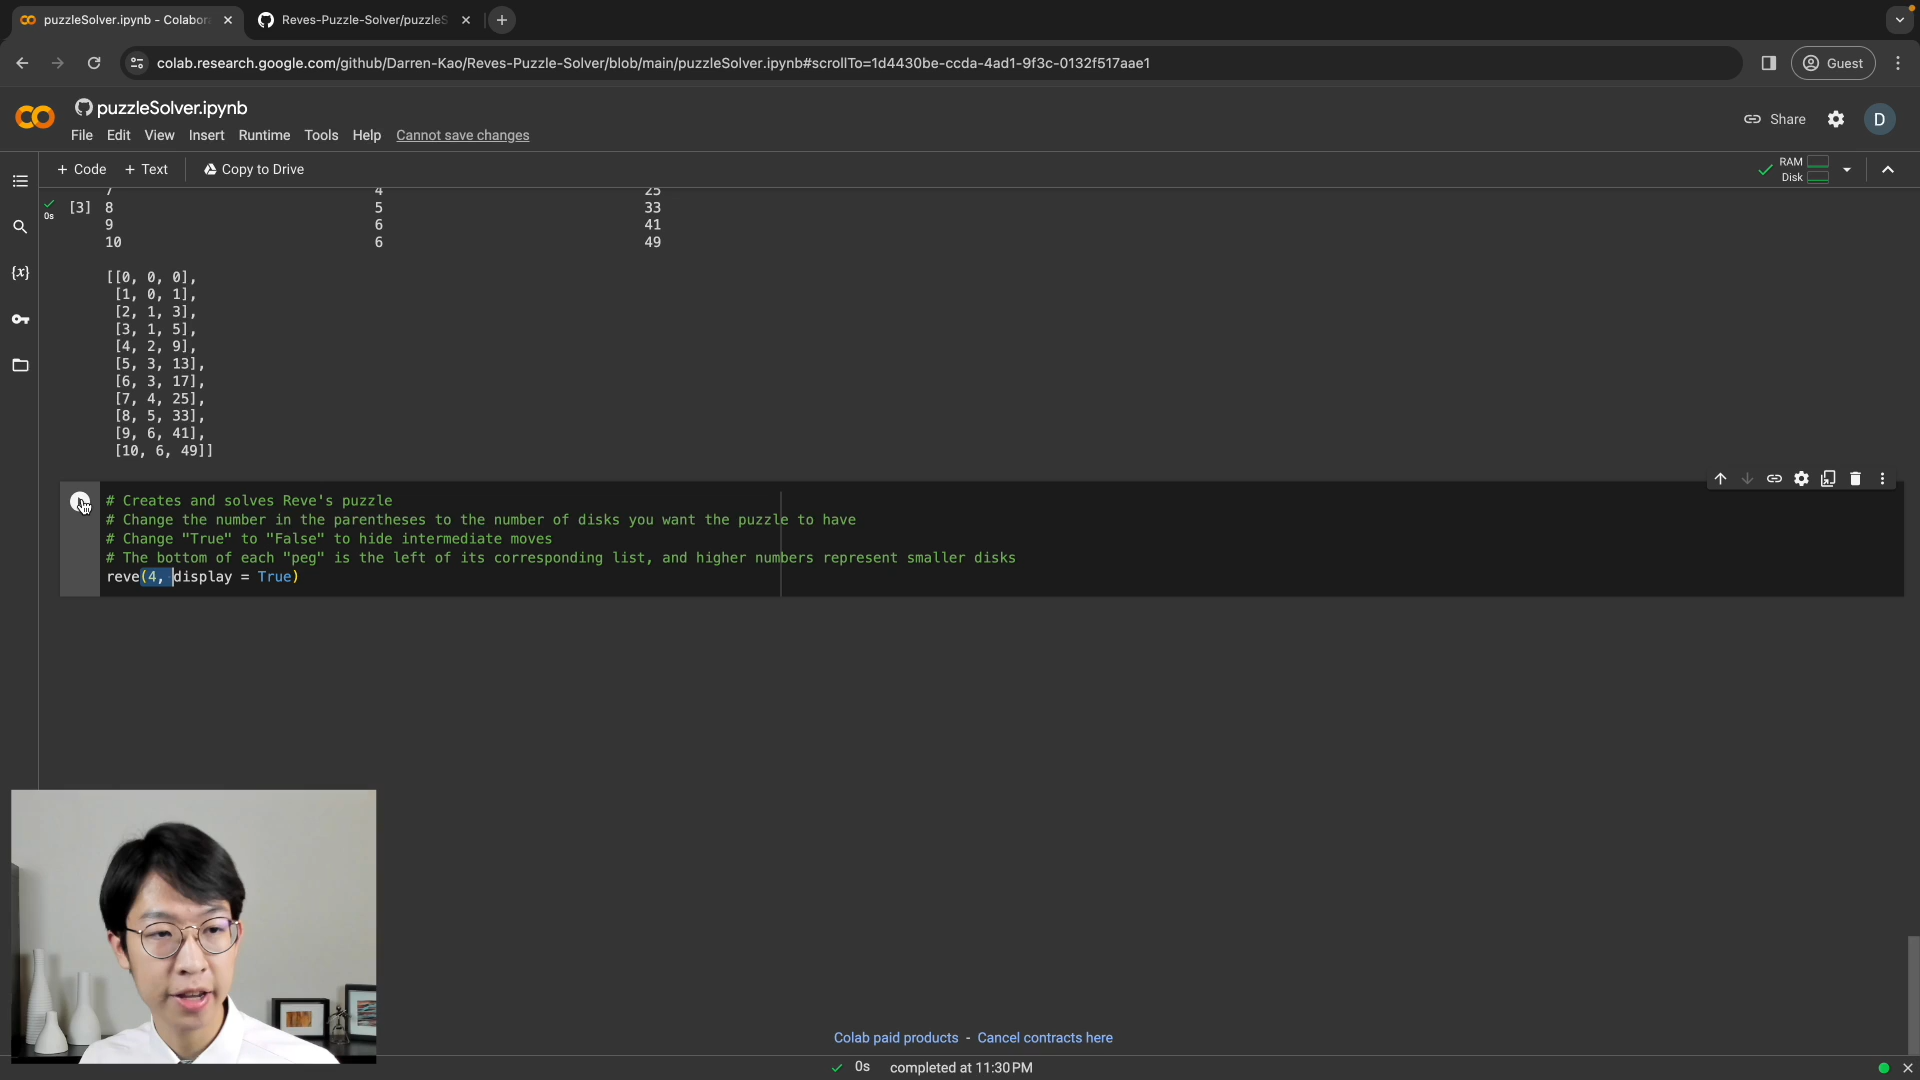 puzzleSolver.ipynb - Colabor
Reves-Puzzle-Solver/puzzleS
colab.research.google.com/github/Darren-Kao/Reves-Puzzle-Solver/blob/main/puzzleSolver.ipynb#scrollTo=1d4430be-ccda-4ad1-9f3c-0132f517aae1
Guest
puzzleSolver.ipynb
Share
D
File Edit View Insert Runtime Tools Help Cannot save changes
+ Code + Text Copy to Drive
RAM
Disk
7 4 25
[3] 8 5 33
0s
9 6 41
10 6 49
{x}
[[0, 0, 0],
[1, 0, 1],
[2, 1, 3],
[3, 1, 5],
[4, 2, 9],
[5, 3, 13],
[6, 3, 17],
[7, 4, 25],
[8, 5, 33],
[9, 6, 41],
[10, 6, 49]]
# Creates and solves Reve's puzzle
# Change the number in the parentheses to the number of disks you want the puzzle to have
# Change "True" to "False" to hide intermediate moves
# The bottom of each "peg" is the left of its corresponding list, and higher numbers represent smaller disks
reve(4, display = True)
Colab paid products - Cancel contracts here
0s completed at 11:30 PM